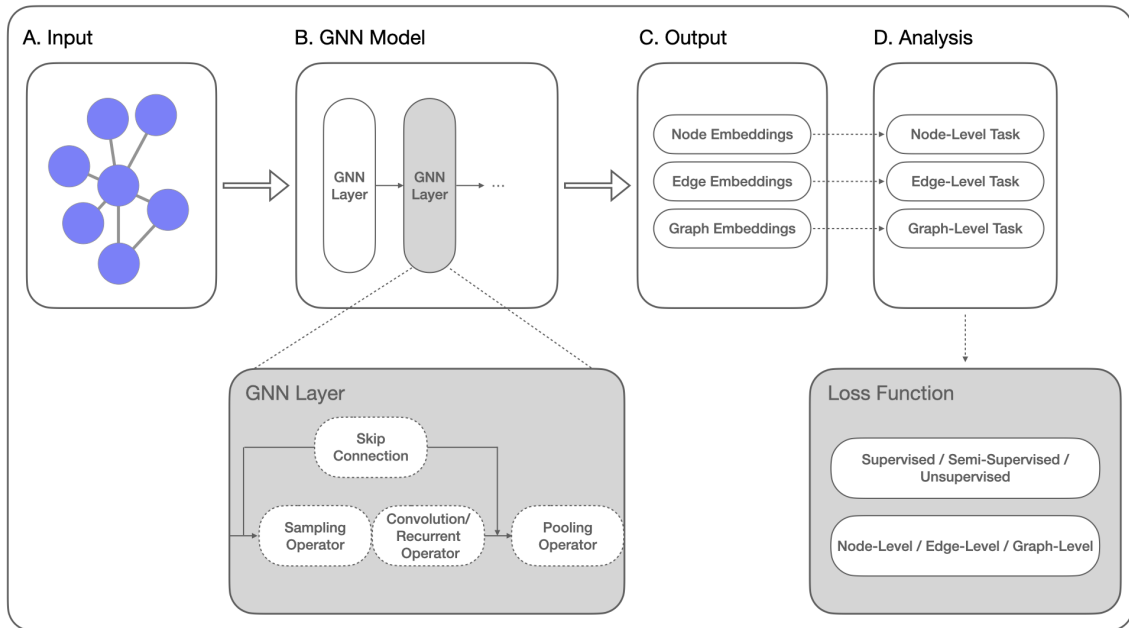 A. Input
B. GNN Model
C. Output
D. Analysis
GNN
Layer
GNN
Layer
...
Node Embeddings
Edge Embeddings
Graph Embeddings
Node-Level Task
Edge-Level Task
Graph-Level Task
GNN Layer
Skip
Connection
Sampling
Operator
Convolution/
Recurrent
Operator
Pooling
Operator
Loss Function
Supervised / Semi-Supervised /
Unsupervised
Node-Level / Edge-Level / Graph-Level